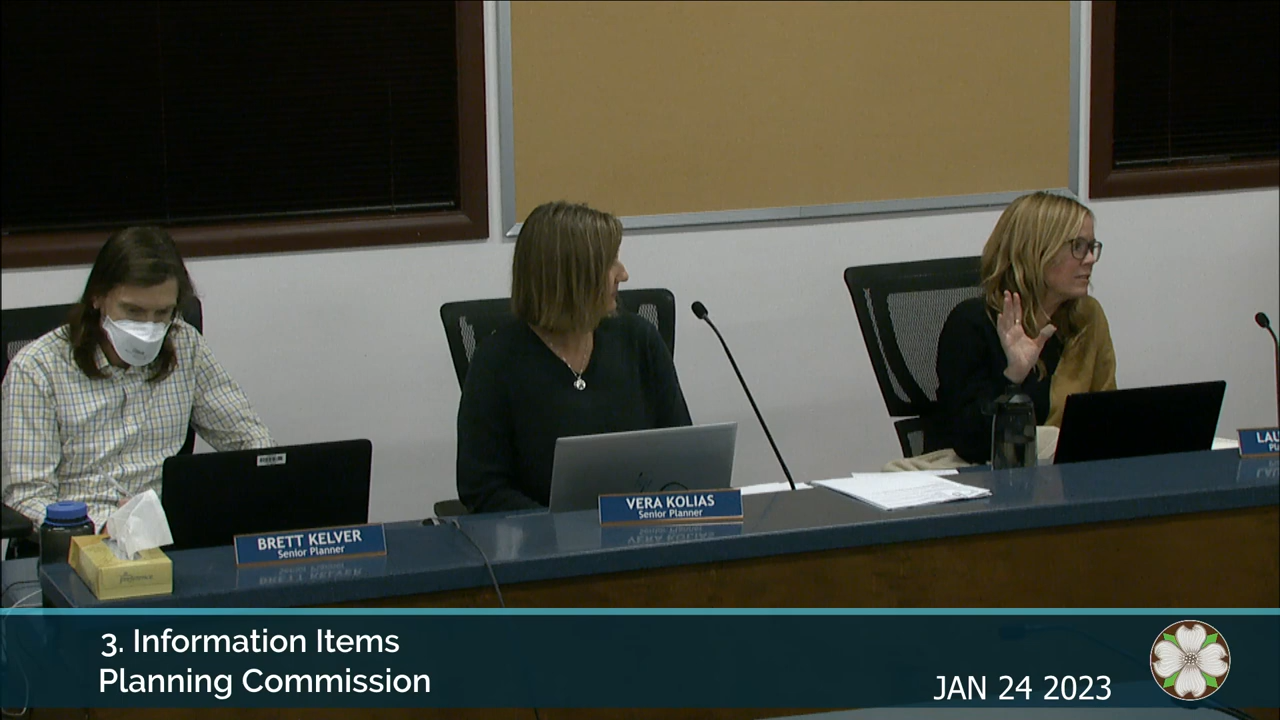 BRETT KELVER
Senior Planner
VERA KOLIAS
Senior Planner
3. Information Items
Planning Commission
JAN 24 2023